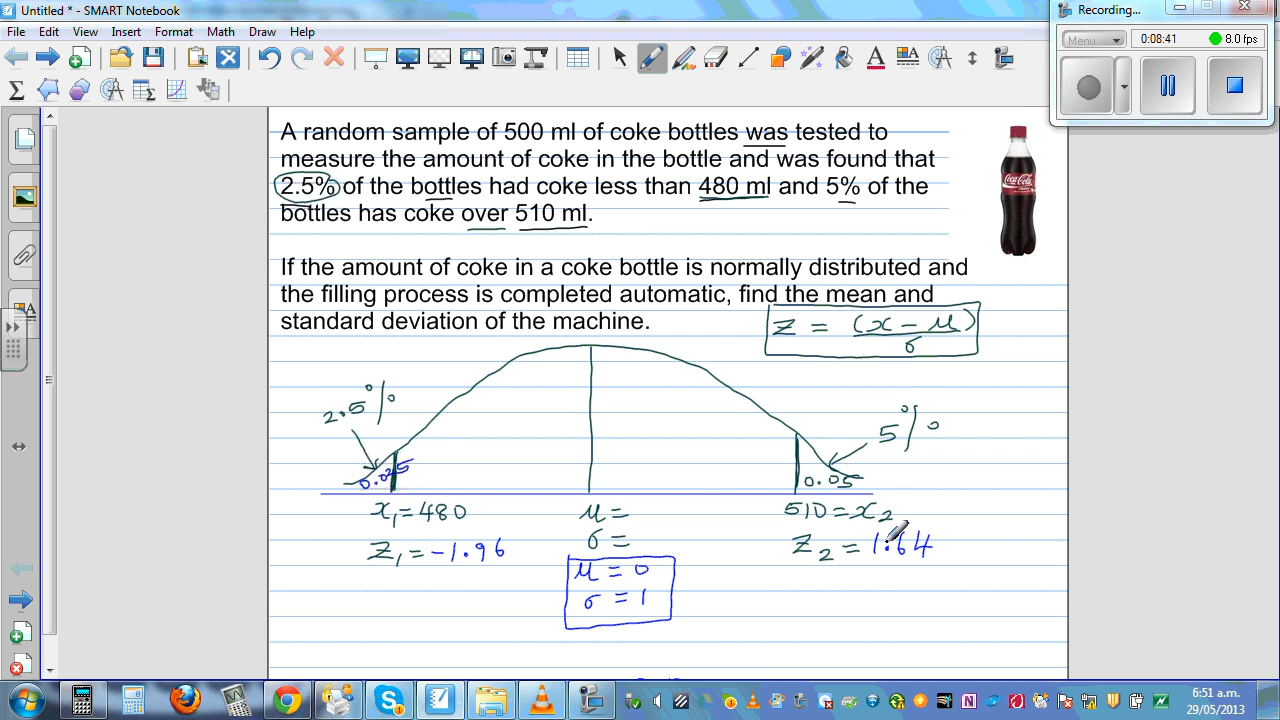 Untitled * - SMART Notebook
File Edit View Insert Format Math Draw Help
Recording...
Menu 0:08:41 8.0 fps
A random sample of 500 ml of coke bottles was tested to
measure the amount of coke in the bottle and was found that
2.5% of the bottles had coke less than 480 ml and 5% of the
bottles has coke over 510 ml.
If the amount of coke in a coke bottle is normally distributed and
the filling process is completed automatic, find the mean and
standard deviation of the machine.
Z = (x - μ) / σ
2.5%
5%
0.025
0.05
x₁ = 480
μ =
510 = x₂
Z₁ = -1.96
σ =
Z₂ = 1.64
μ = 0
σ = 1
Coca-Cola
6:51 a.m.
29/05/2013